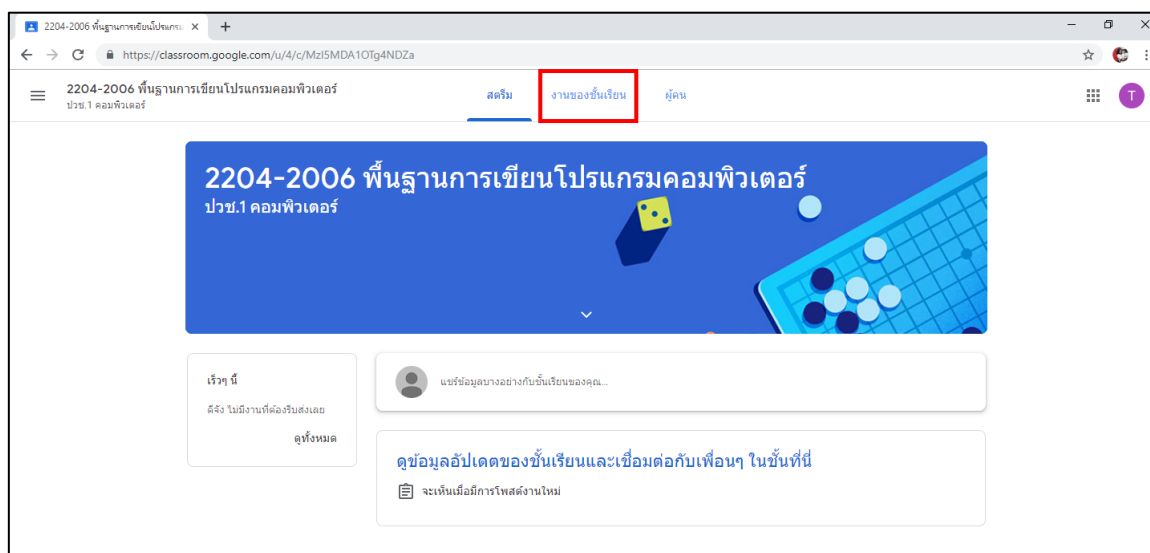 2204-2006 พื้นฐานการเขียนโปรแกรม
https://classroom.google.com/u/4/c/MzI5MDA1OTg4NDZa
2204-2006 พื้นฐานการเขียนโปรแกรมคอมพิวเตอร์
ปวช.1 คอมพิวเตอร์
สตรีม งานของชั้นเรียน ผู้คน
T
2204-2006 พื้นฐานการเขียนโปรแกรมคอมพิวเตอร์
ปวช.1 คอมพิวเตอร์
เร็วๆ นี้
ดีจัง ไม่มีงานที่ต้องรีบส่งเลย
ดูทั้งหมด
แชร์ข้อมูลบางอย่างกับชั้นเรียนของคุณ...
ดูข้อมูลอัปเดตของชั้นเรียนและเชื่อมต่อกับเพื่อนๆ ในชั้นที่นี่
จะเห็นเมื่อมีการโพสต์งานใหม่